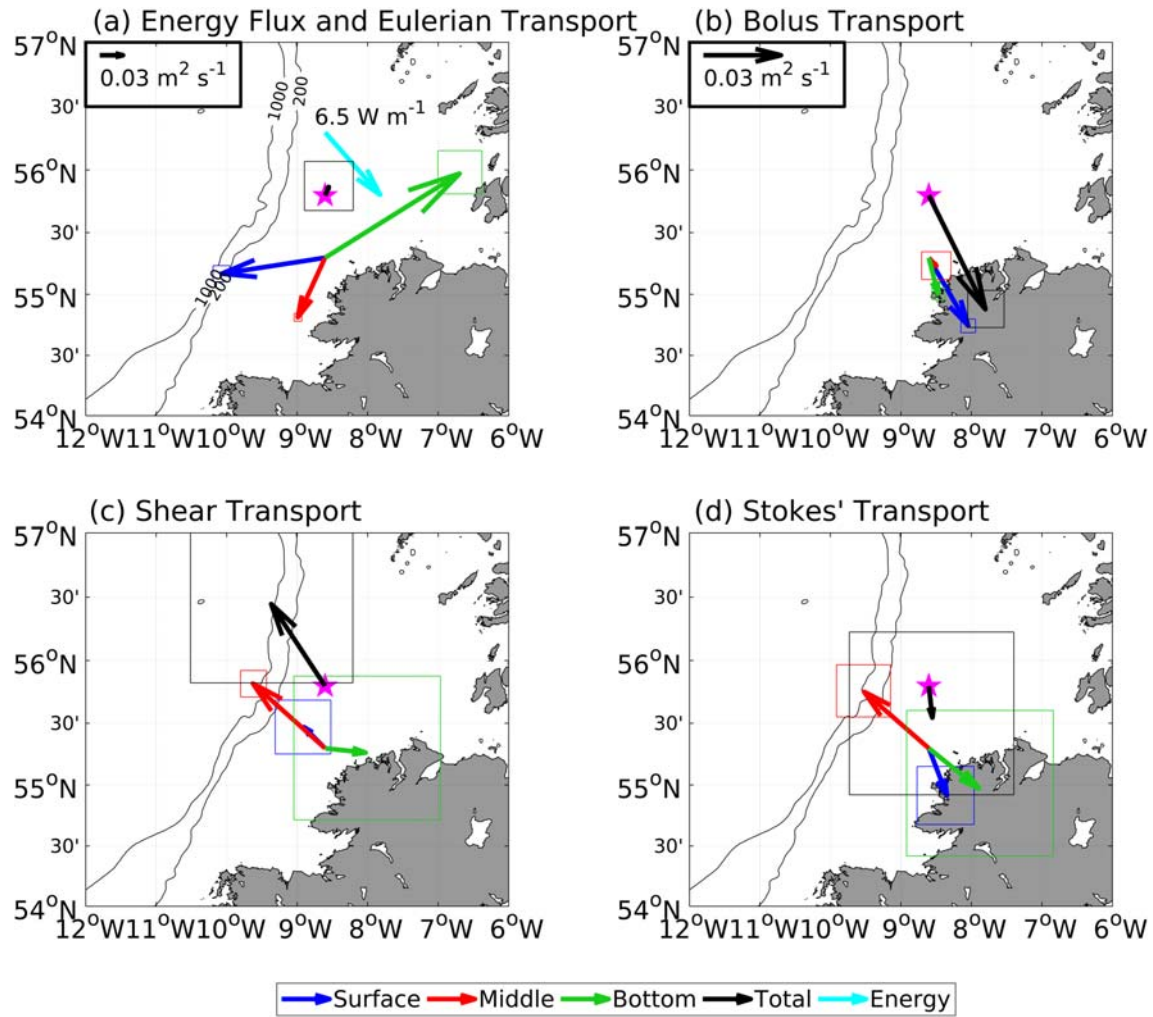 (a) Energy Flux and Eulerian Transport
57°N
0.03 m² s⁻¹
1000
200
6.5 W m⁻¹
30'
56°N
30'
55°N
1000
200
30'
54°N
12°W 11°W 10°W 9°W 8°W 7°W 6°W
(b) Bolus Transport
57°N
0.03 m² s⁻¹
30'
56°N
30'
55°N
30'
54°N
12°W 11°W 10°W 9°W 8°W 7°W 6°W
(c) Shear Transport
57°N
30'
56°N
30'
55°N
30'
54°N
12°W 11°W 10°W 9°W 8°W 7°W 6°W
(d) Stokes' Transport
57°N
30'
56°N
30'
55°N
30'
54°N
12°W 11°W 10°W 9°W 8°W 7°W 6°W
Surface Middle Bottom Total Energy